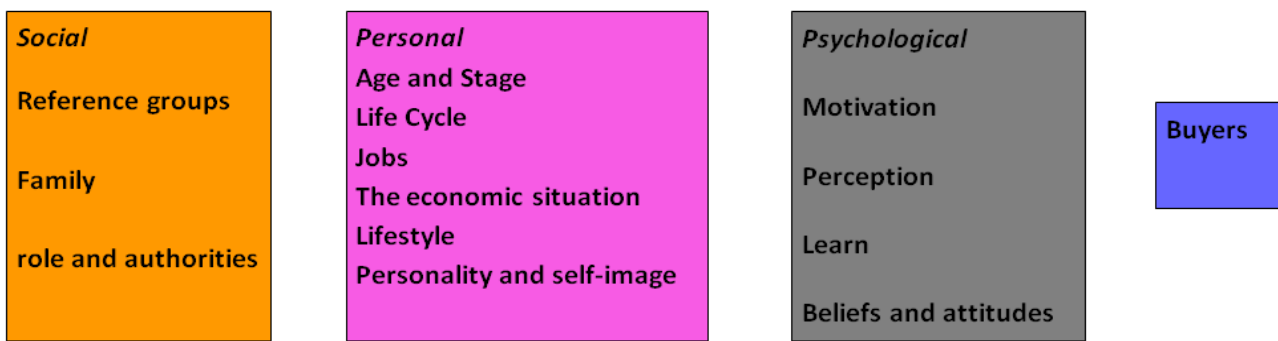 Social
Reference groups
Family
role and authorities
Personal
Age and Stage
Life Cycle
Jobs
The economic situation
Lifestyle
Personality and self-image
Psychological
Motivation
Perception
Learn
Beliefs and attitudes
Buyers